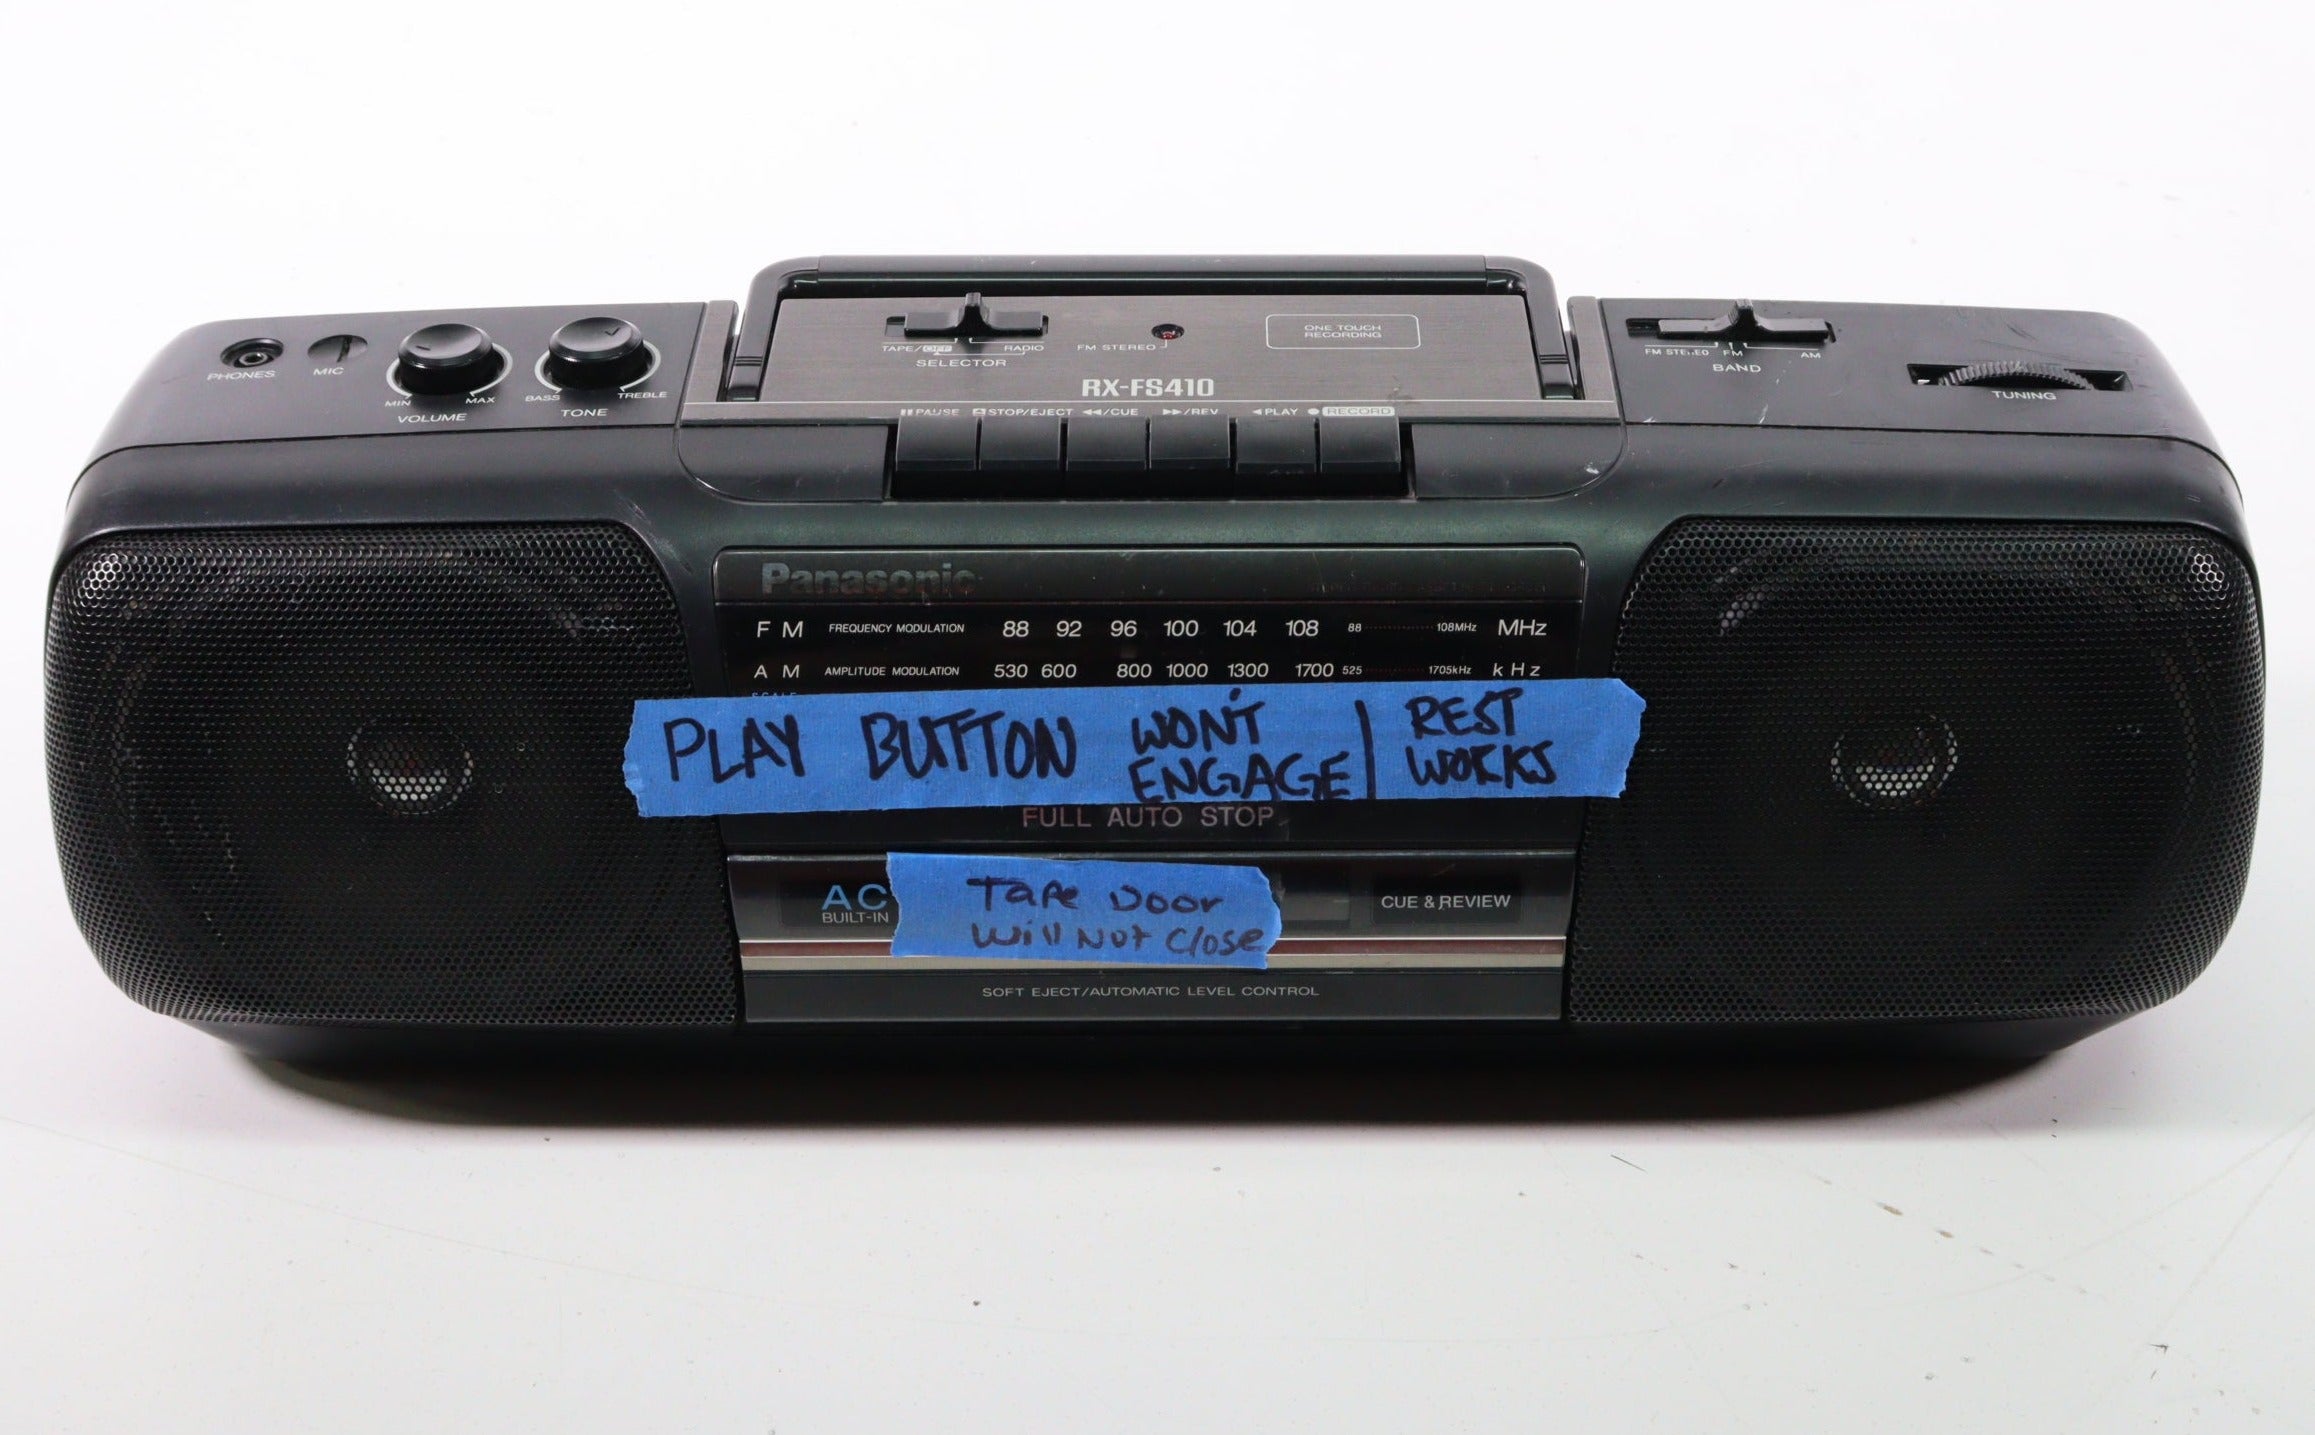 PHONES
MIC
MIN MAX
VOLUME
BASS TREBLE
TONE
TAPE/OFF RADIO
SELECTOR
FM STEREO
ONE TOUCH
RECORDING
RX-FS410
FM STEREO FM AM
BAND
TUNING
PAUSE STOP/EJECT ◀◀/CUE ▶▶/REV ◀PLAY ●RECORD
Panasonic
FM FREQUENCY MODULATION 88 92 96 100 104 108 88 108MHz MHz
AM AMPLITUDE MODULATION 530 600 800 1000 1300 1700 525 1705kHz kHz
SCALE
PLAY BUTTON WON'T
ENGAGE | REST
WORKS
FULL AUTO STOP
AC
BUILT-IN
Tape Door
Will Not Close
CUE & REVIEW
SOFT EJECT/AUTOMATIC LEVEL CONTROL